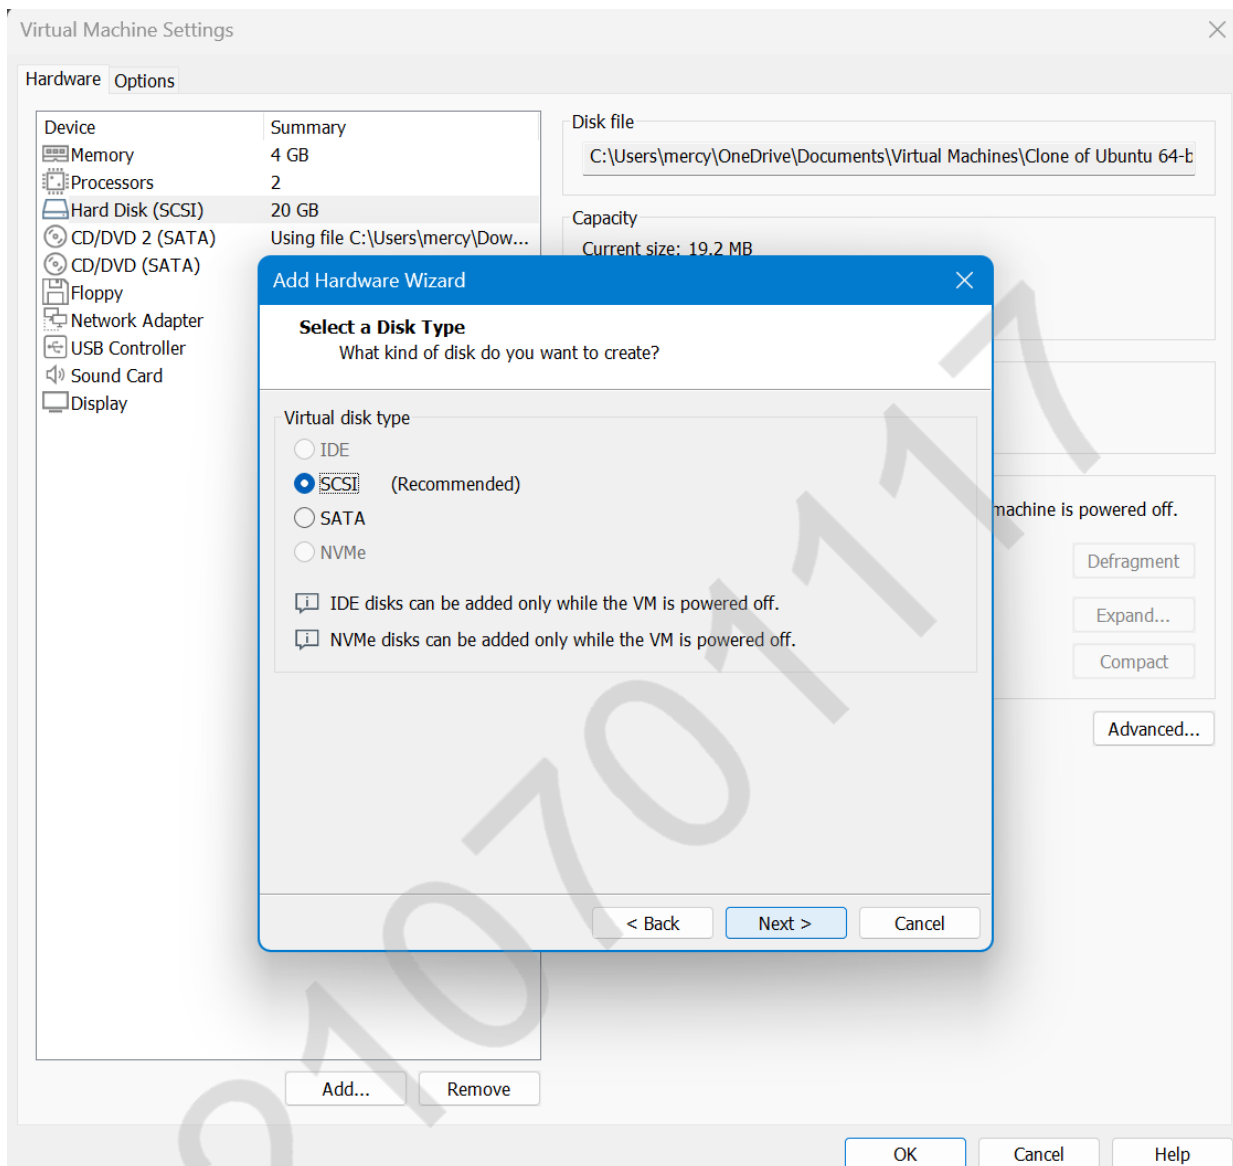 Virtual Machine Settings
Hardware Options
Device Summary
Memory 4 GB
Processors 2
Hard Disk (SCSI) 20 GB
CD/DVD 2 (SATA) Using file C:\Users\mercy\Dow...
CD/DVD (SATA)
Floppy
Network Adapter
USB Controller
Sound Card
Display
Add... Remove
Disk file
C:\Users\mercy\OneDrive\Documents\Virtual Machines\Clone of Ubuntu 64-b
Capacity
Current size: 19.2 MB
machine is powered off.
Defragment
Expand...
Compact
Advanced...
Add Hardware Wizard
Select a Disk Type
What kind of disk do you want to create?
Virtual disk type
IDE
SCSI (Recommended)
SATA
NVMe
IDE disks can be added only while the VM is powered off.
NVMe disks can be added only while the VM is powered off.
< Back Next > Cancel
OK Cancel Help
210701117